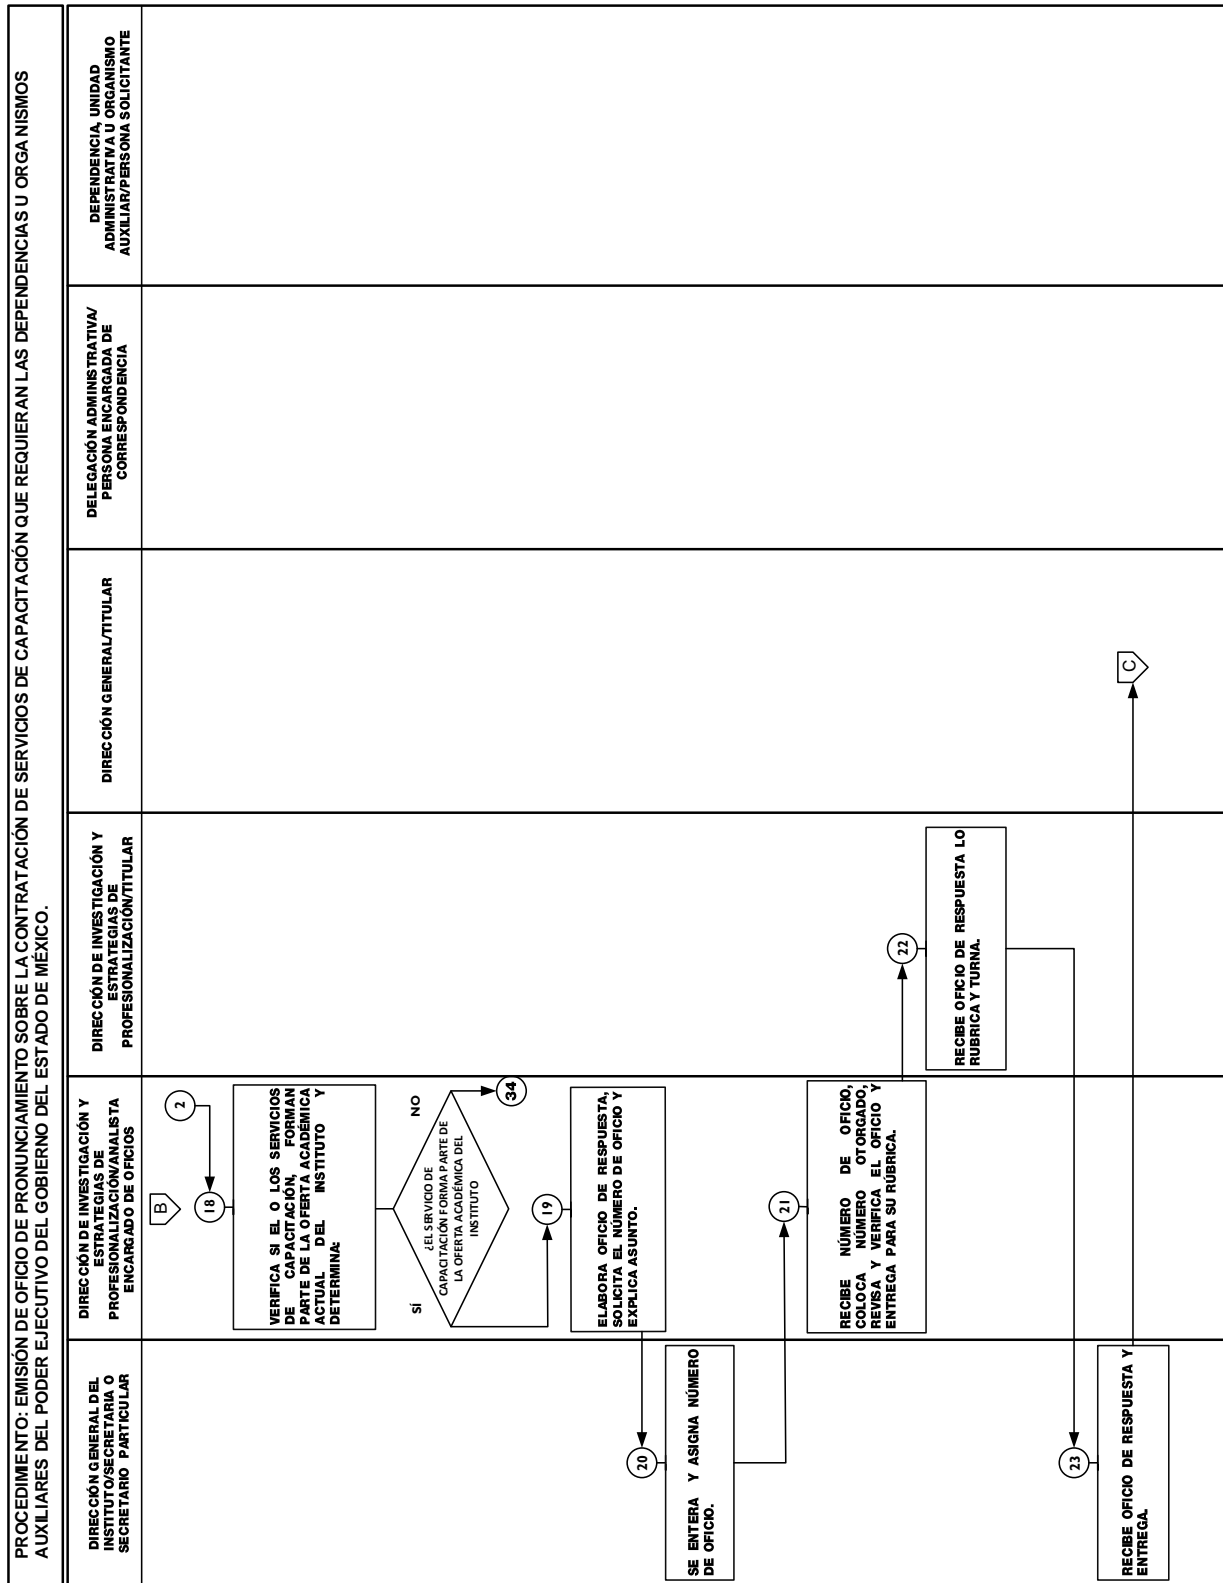 PROCEDIMIENTO: EMISIÓN DE OFICIO DE PRONUNCIAMIENTO SOBRE LA CONTRATACIÓN DE SERVICIOS DE CAPACITACIÓN QUE REQUIERAN LAS DEPENDENCIAS U ORGANISMOS
AUXILIARES DEL PODER EJECUTIVO DEL GOBIERNO DEL ESTADO DE MÉXICO.
DIRECCIÓN GENERAL DEL
INSTITUTO/SECRETARIA O
SECRETARIO PARTICULAR
DIRECCIÓN DE INVESTIGACIÓN Y
ESTRATEGIAS DE
PROFESIONALIZACIÓN/ANALISTA
ENCARGADO DE OFICIOS
DIRECCIÓN DE INVESTIGACIÓN Y
ESTRATEGIAS DE
PROFESIONALIZACIÓN/TITULAR
DIRECCIÓN GENERAL/TITULAR
DELEGACIÓN ADMINISTRATIVA/
PERSONA ENCARGADA DE
CORRESPONDENCIA
DEPENDENCIA, UNIDAD
ADMINISTRATIVA U ORGANISMO
AUXILIAR/PERSONA SOLICITANTE
B
2
18
VERIFICA SI EL O LOS SERVICIOS
DE CAPACITACIÓN, FORMAN
PARTE DE LA OFERTA ACADÉMICA
ACTUAL DEL INSTITUTO Y
DETERMINA:
SÍ
NO
¿EL SERVICIO DE
CAPACITACIÓN FORMA PARTE DE
LA OFERTA ACADÉMICA DEL
INSTITUTO
34
19
ELABORA OFICIO DE RESPUESTA,
SOLICITA EL NÚMERO DE OFICIO Y
EXPLICA ASUNTO.
20
SE ENTERA Y ASIGNA NÚMERO
DE OFICIO.
21
RECIBE NÚMERO DE OFICIO,
COLOCA NÚMERO OTORGADO,
REVISA Y VERIFICA EL OFICIO Y
ENTREGA PARA SU RÚBRICA.
22
RECIBE OFICIO DE RESPUESTA LO
RUBRICA Y TURNA.
23
RECIBE OFICIO DE RESPUESTA Y
ENTREGA.
C